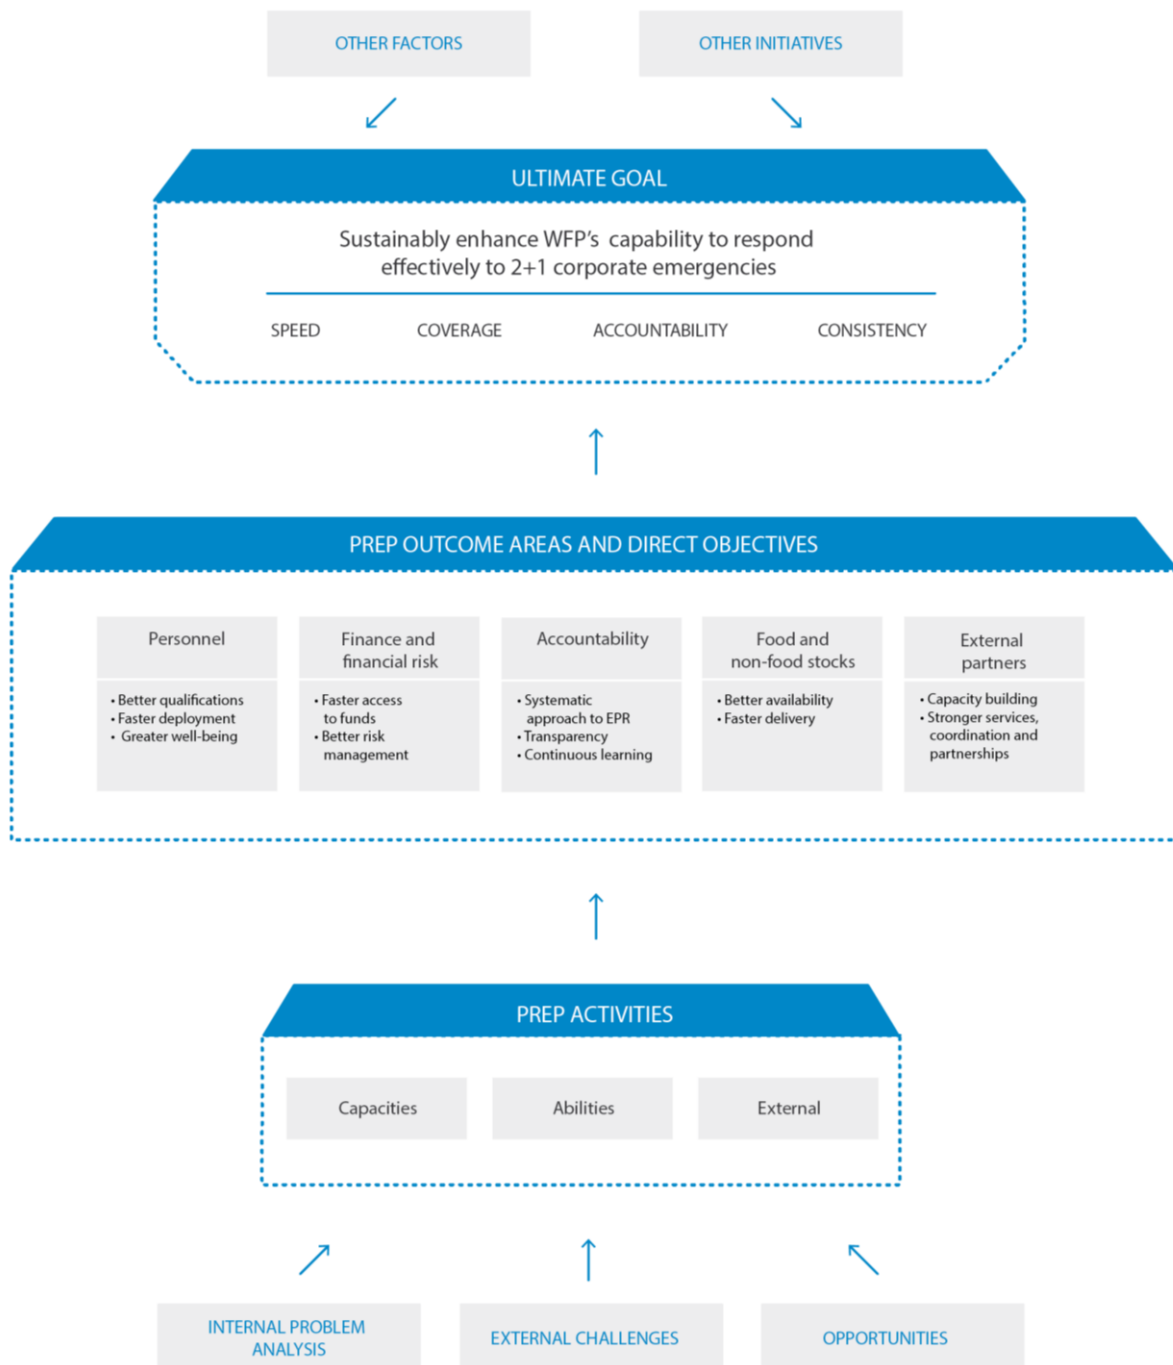 OTHER FACTORS
OTHER INITIATIVES
ULTIMATE GOAL
Sustainably enhance WFP's capability to respond
effectively to 2+1 corporate emergencies
SPEED
COVERAGE
ACCOUNTABILITY
CONSISTENCY
PREP OUTCOME AREAS AND DIRECT OBJECTIVES
Personnel
• Better qualifications
• Faster deployment
• Greater well-being
Finance and
financial risk
• Faster access
to funds
• Better risk
management
Accountability
• Systematic
approach to EPR
• Transparency
• Continuous learning
Food and
non-food stocks
• Better availability
• Faster delivery
External
partners
• Capacity building
• Stronger services,
coordination and
partnerships
PREP ACTIVITIES
Capacities
Abilities
External
INTERNAL PROBLEM
ANALYSIS
EXTERNAL CHALLENGES
OPPORTUNITIES